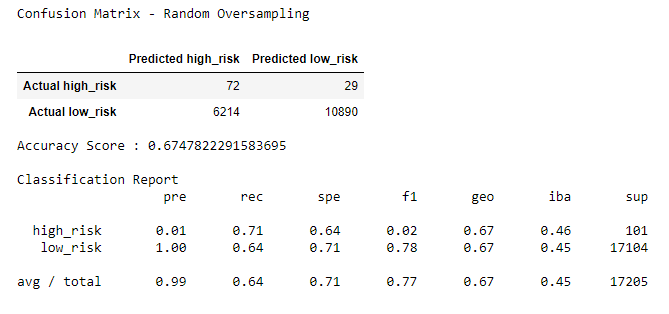 Confusion Matrix - Random Oversampling
Predicted high_risk Predicted low_risk
Actual high_risk 72 29
Actual low_risk 6214 10890
Accuracy Score : 0.6747822291583695
Classification Report
pre rec spe f1 geo iba sup
high_risk 0.01 0.71 0.64 0.02 0.67 0.46 101
low_risk 1.00 0.64 0.71 0.78 0.67 0.45 17104
avg / total 0.99 0.64 0.71 0.77 0.67 0.45 17205